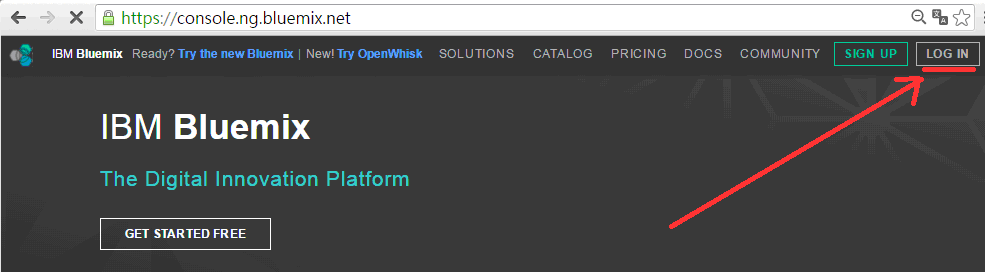 https://console.ng.bluemix.net
IBM Bluemix Ready? Try the new Bluemix | New! Try OpenWhisk SOLUTIONS CATALOG PRICING DOCS COMMUNITY SIGN UP LOG IN
IBM Bluemix
The Digital Innovation Platform
GET STARTED FREE